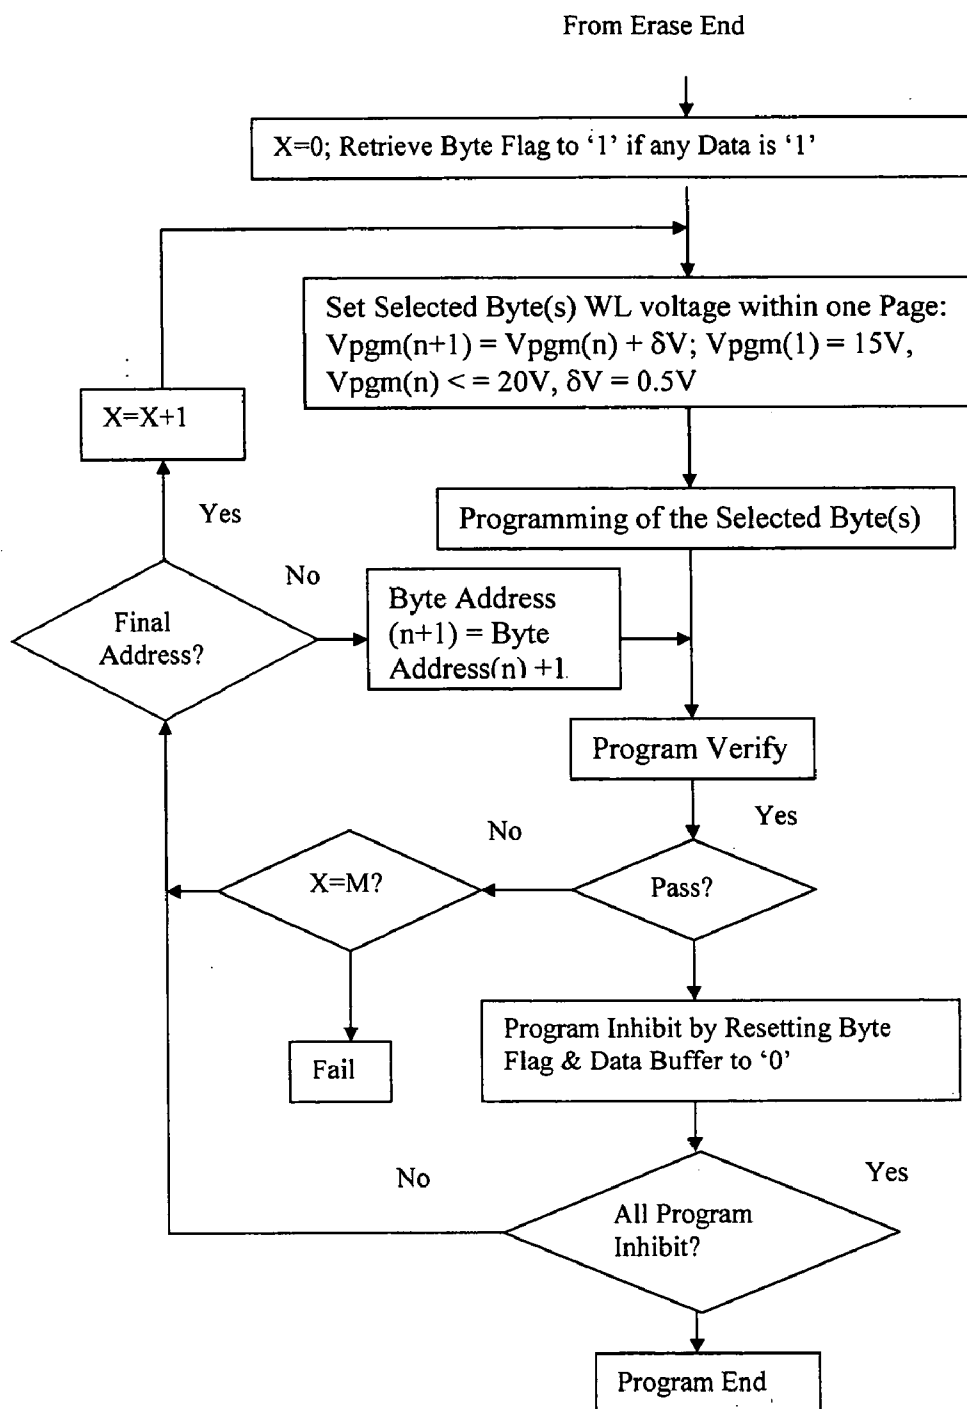 From Erase End
X=0; Retrieve Byte Flag to ‘1’ if any Data is ‘1’
Set Selected Byte(s) WL voltage within one Page:
Vpgm(n+1) = Vpgm(n) + δV; Vpgm(1) = 15V,
Vpgm(n) < = 20V, δV = 0.5V
X=X+1
Yes
Programming of the Selected Byte(s)
No
Final
Address?
Byte Address
(n+1) = Byte
Address(n) +1
Program Verify
Yes
No
X=M?
Pass?
Program Inhibit by Resetting Byte
Flag & Data Buffer to ‘0’
Fail
No
Yes
All Program
Inhibit?
Program End